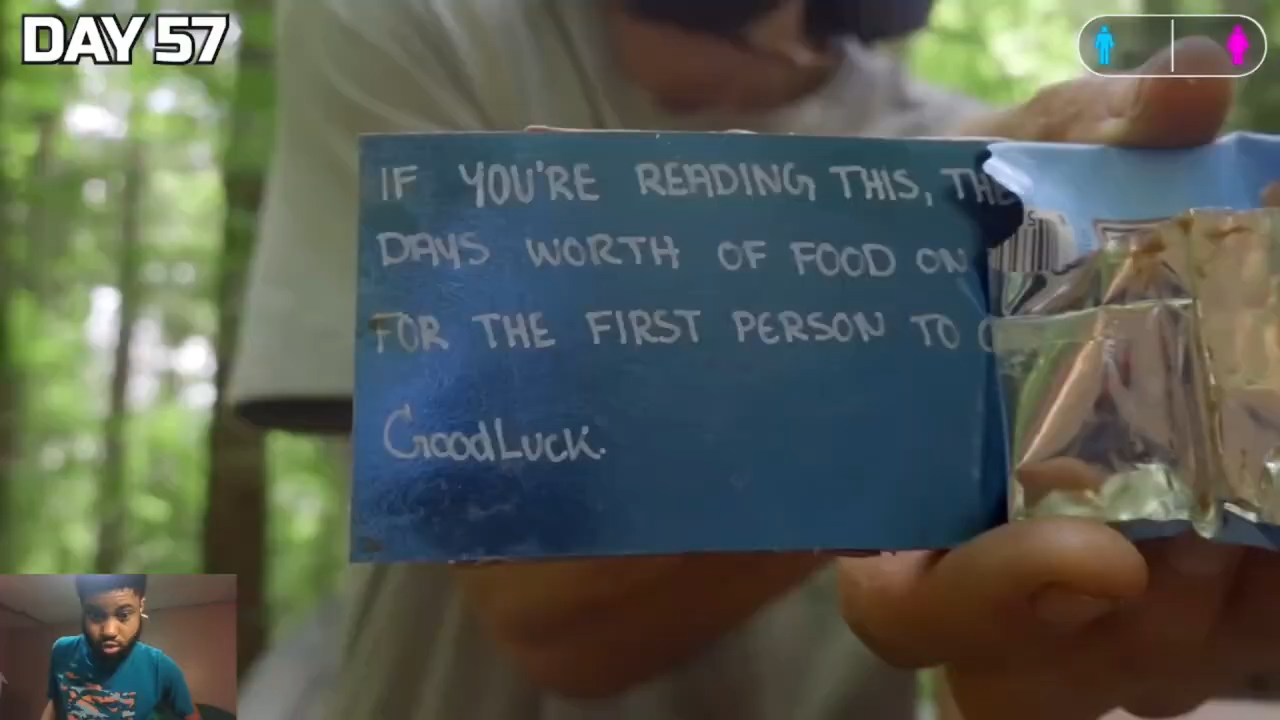 DAY 57
IF YOU'RE READING THIS,
DAYS WORTH OF FOOD ON
FOR THE FIRST PERSON TO
GOODLUCK.